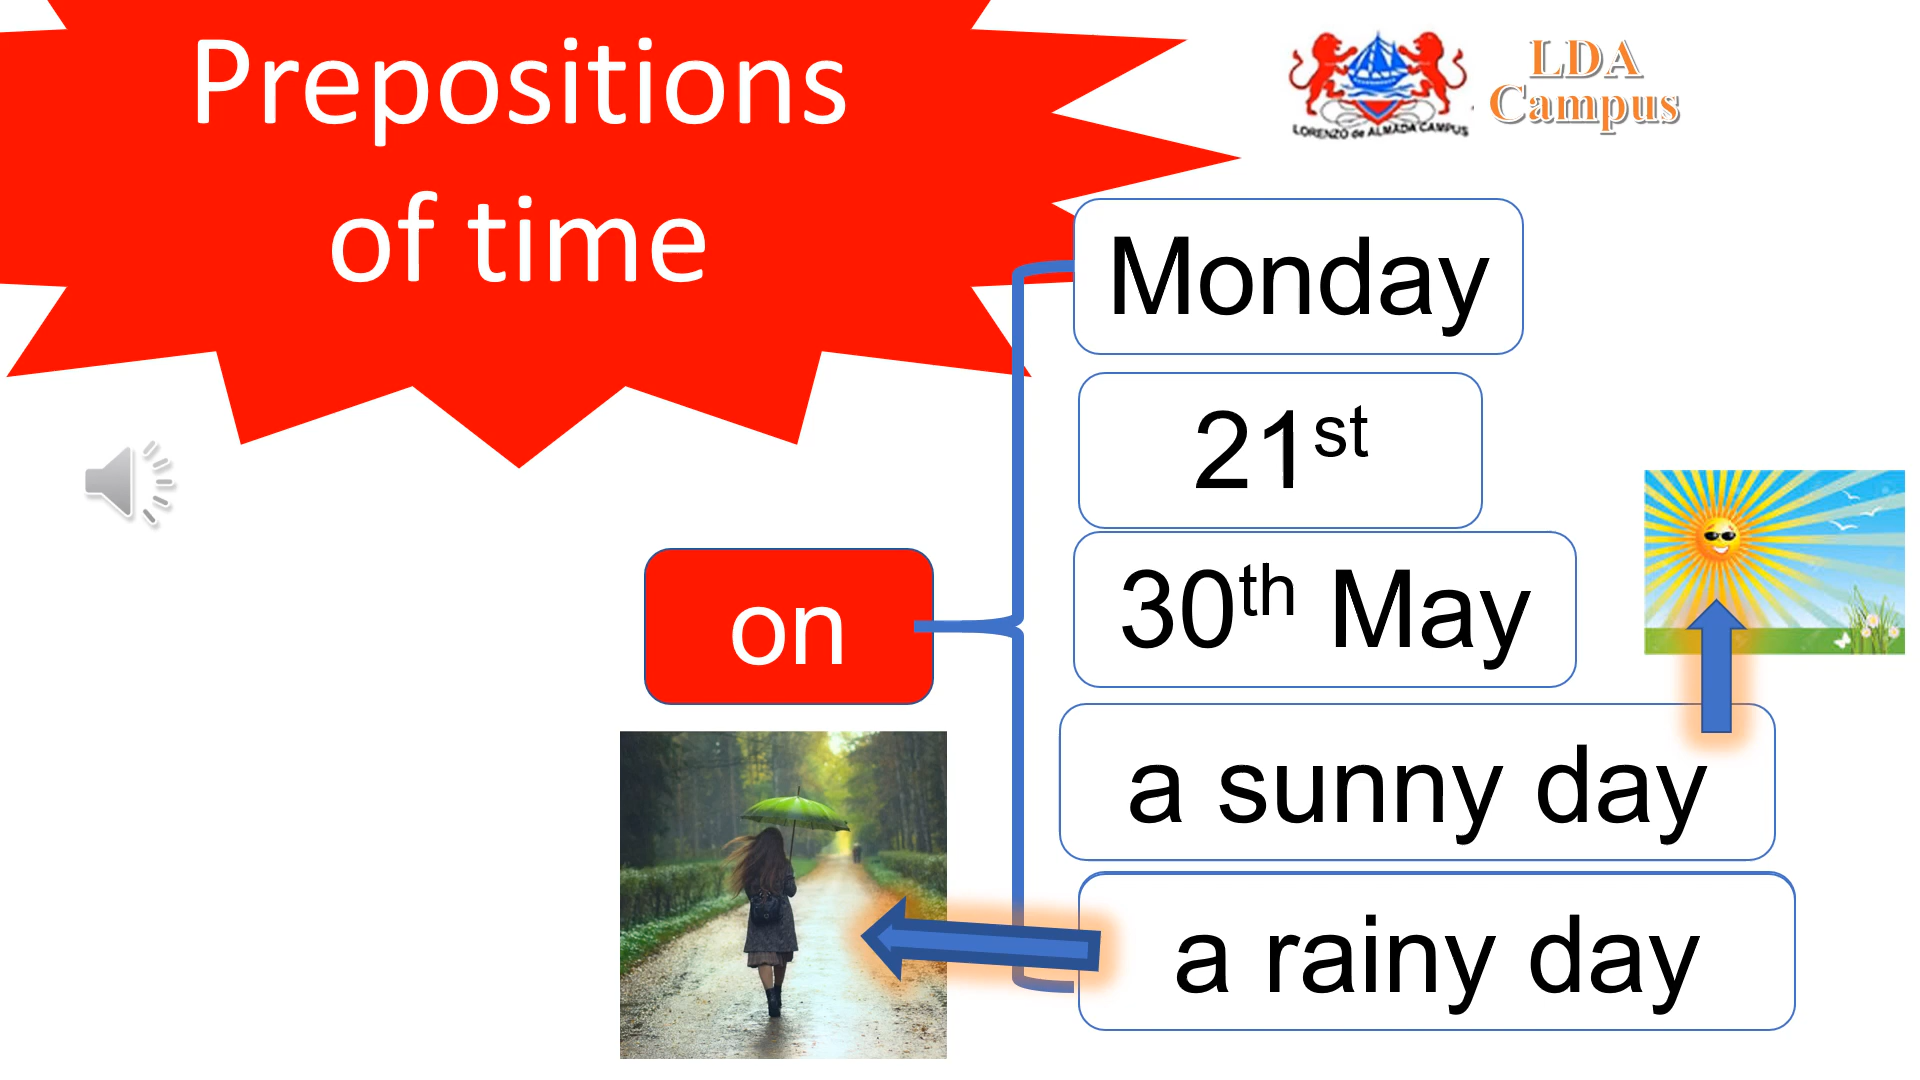 Prepositions
of time
LDA
Campus
LORENZO de ALMADA CAMPUS
Monday
21st
30th May
on
a sunny day
a rainy day